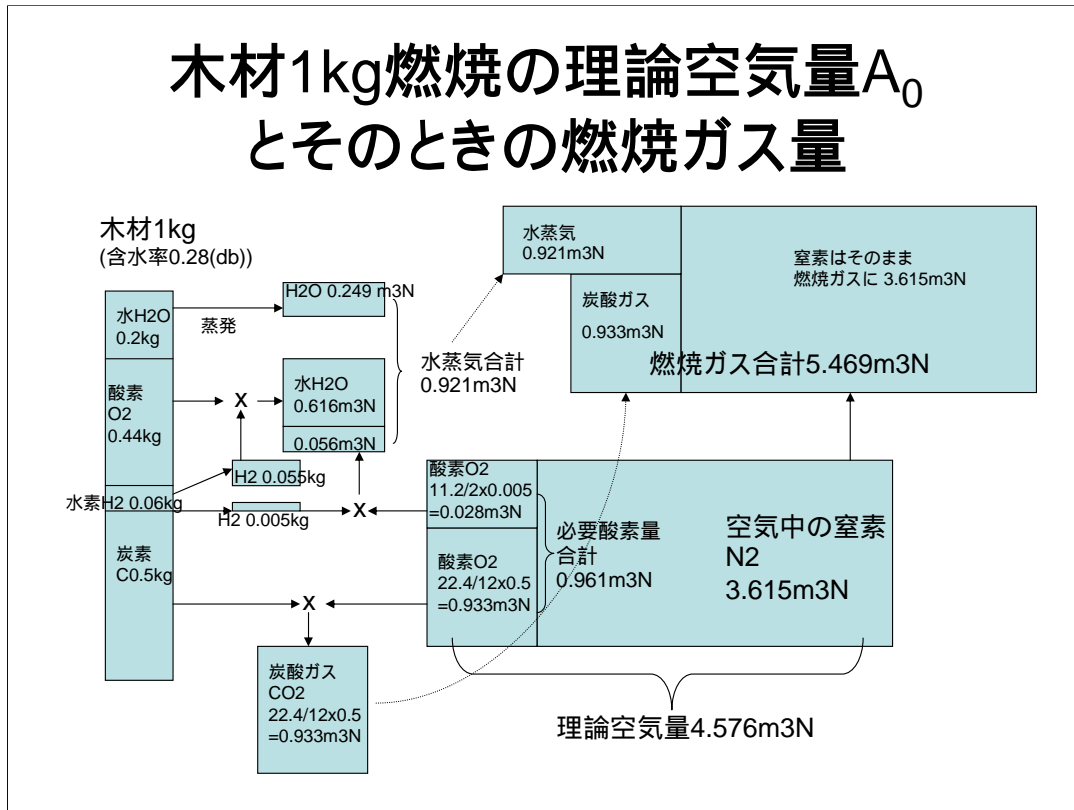 木材1kg燃焼の理論空気量A0
とそのときの燃焼ガス量
木材1kg
(含水率0.28(db))
水H2O
0.2kg
蒸発
酸素
O2
0.44kg
水素H2 0.06kg
炭素
C0.5kg
H2O 0.249 m3N
水H2O
0.616m3N
0.056m3N
x
H2 0.055kg
H2 0.005kg
x
x
水蒸気合計
0.921m3N
炭酸ガス
CO2
22.4/12x0.5
=0.933m3N
酸素O2
11.2/2x0.005
=0.028m3N
酸素O2
22.4/12x0.5
=0.933m3N
必要酸素量
合計
0.961m3N
空気中の窒素
N2
3.615m3N
理論空気量4.576m3N
水蒸気
0.921m3N
炭酸ガス
0.933m3N
窒素はそのまま
燃焼ガスに 3.615m3N
燃焼ガス合計5.469m3N